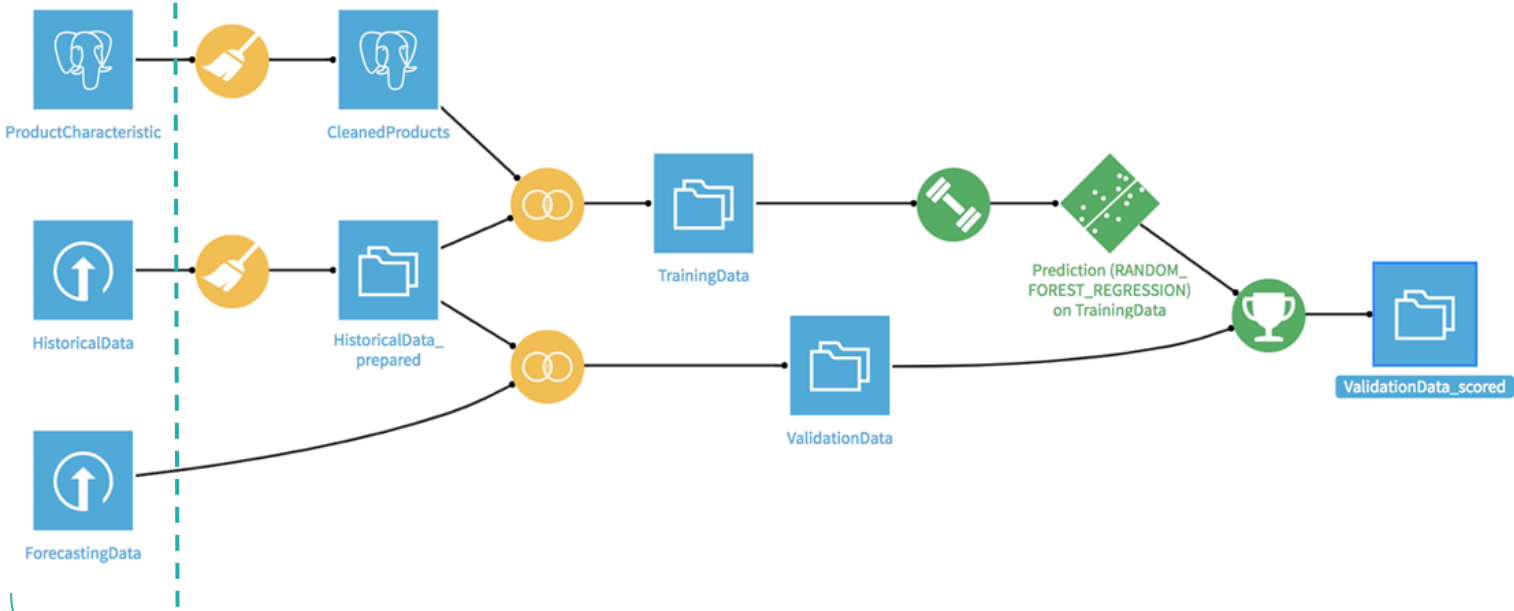 ProductCharacteristic
CleanedProducts
TrainingData
Prediction (RANDOM_
FOREST_REGRESSION)
on TrainingData
HistoricalData
HistoricalData_
prepared
ValidationData_scored
ValidationData
ForecastingData